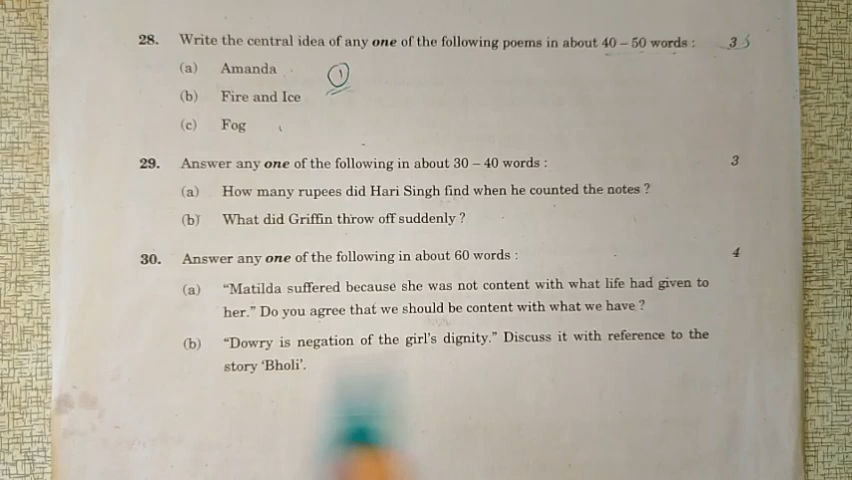 28. Write the central idea of any one of the following poems in about 40 – 50 words : 3
(a) Amanda
(b) Fire and Ice
(c) Fog
29. Answer any one of the following in about 30 – 40 words : 3
(a) How many rupees did Hari Singh find when he counted the notes ?
(b) What did Griffin throw off suddenly ?
30. Answer any one of the following in about 60 words : 4
(a) “Matilda suffered because she was not content with what life had given to
her.” Do you agree that we should be content with what we have ?
(b) “Dowry is negation of the girl’s dignity.” Discuss it with reference to the
story ‘Bholi’.